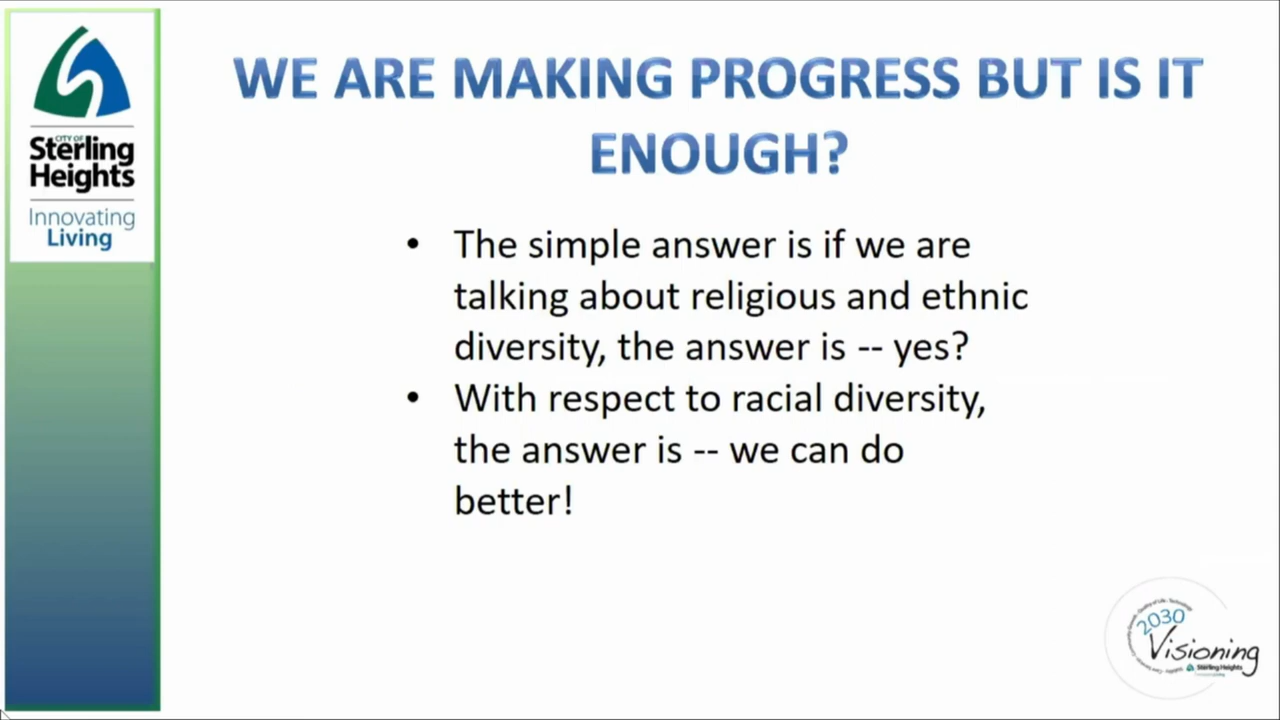 CITY OF
Sterling
Heights
Innovating
Living
WE ARE MAKING PROGRESS BUT IS IT
ENOUGH?
• The simple answer is if we are
talking about religious and ethnic
diversity, the answer is -- yes?
• With respect to racial diversity,
the answer is -- we can do
better!
2030
Visioning
Sterling Heights